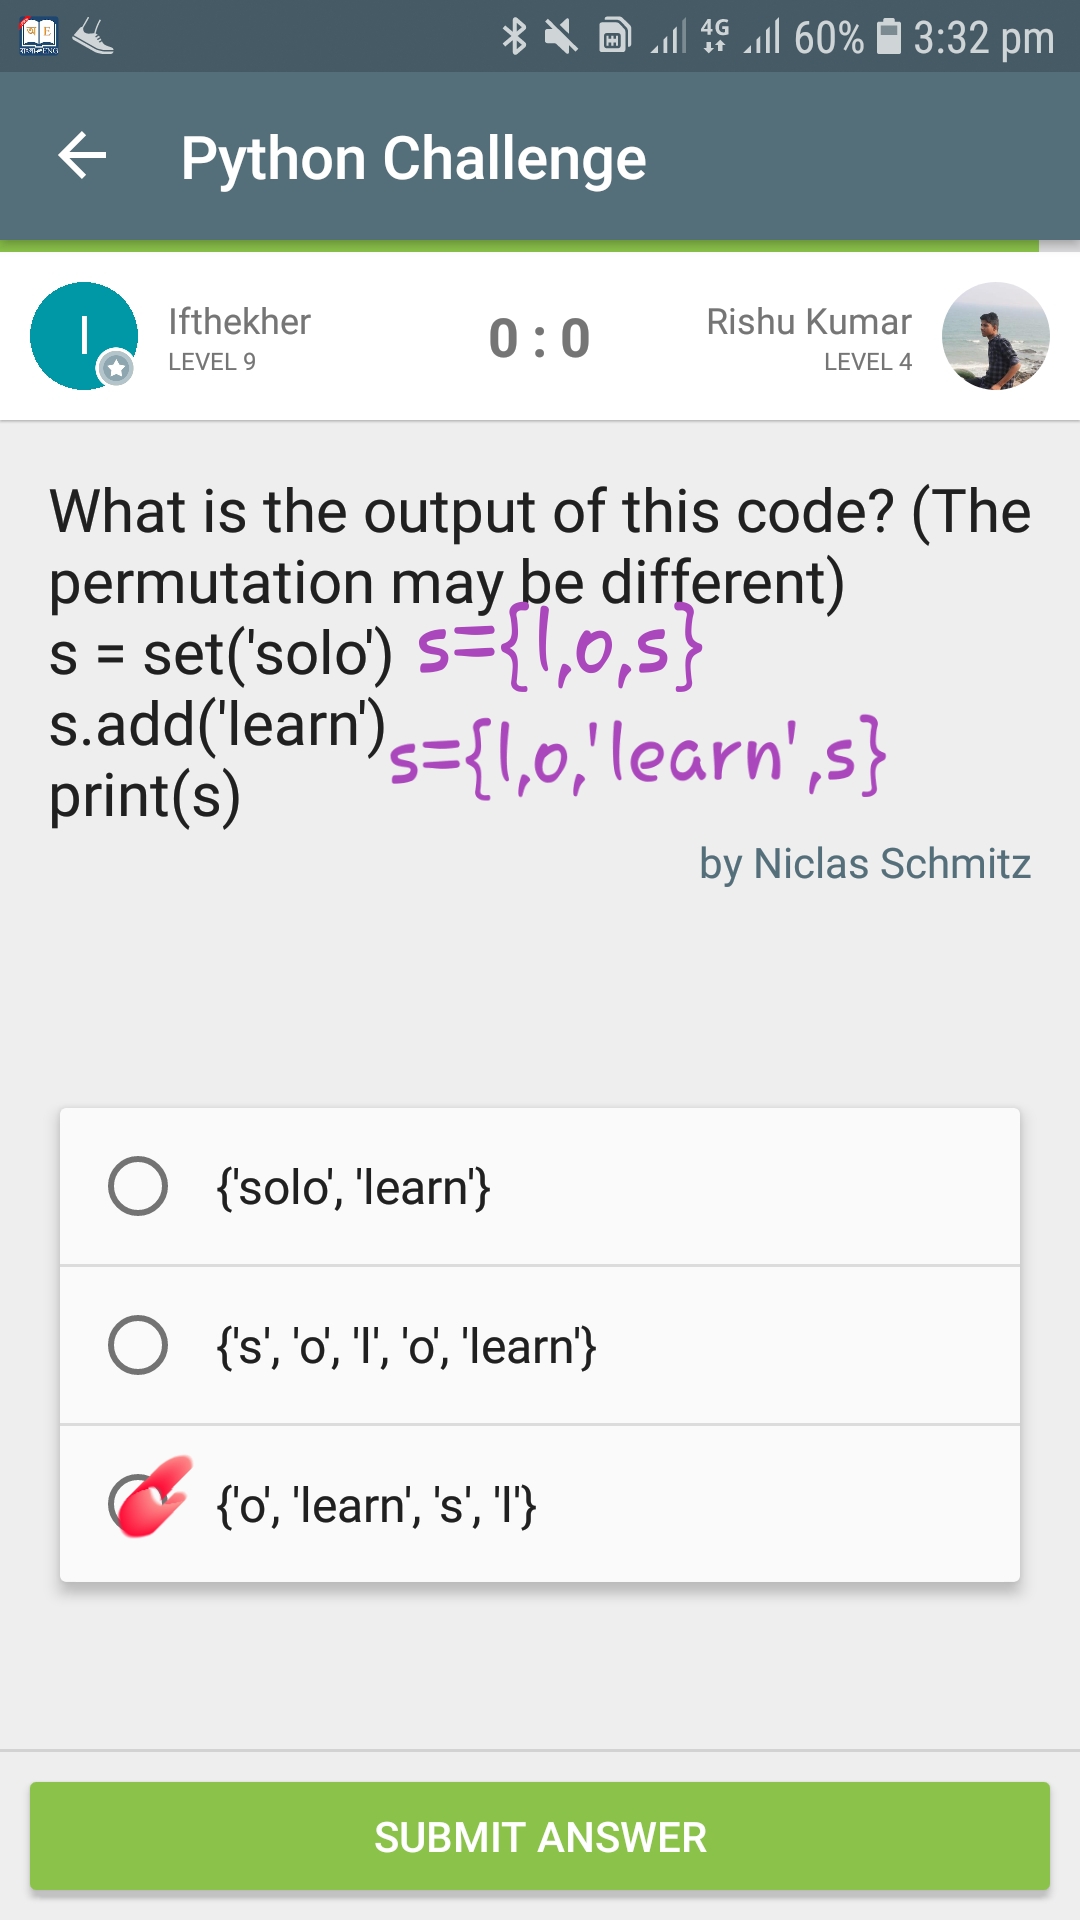 4G 60% 3:32 pm
Python Challenge
I Ifthekher
LEVEL 9
0 : 0
Rishu Kumar
LEVEL 4
What is the output of this code? (The
permutation may be different)
s = set('solo') s={l,o,s}
s.add('learn') s={l,o,'learn',s}
print(s)
by Niclas Schmitz
{'solo', 'learn'}
{'s', 'o', 'l', 'o', 'learn'}
{'o', 'learn', 's', 'l'}
SUBMIT ANSWER